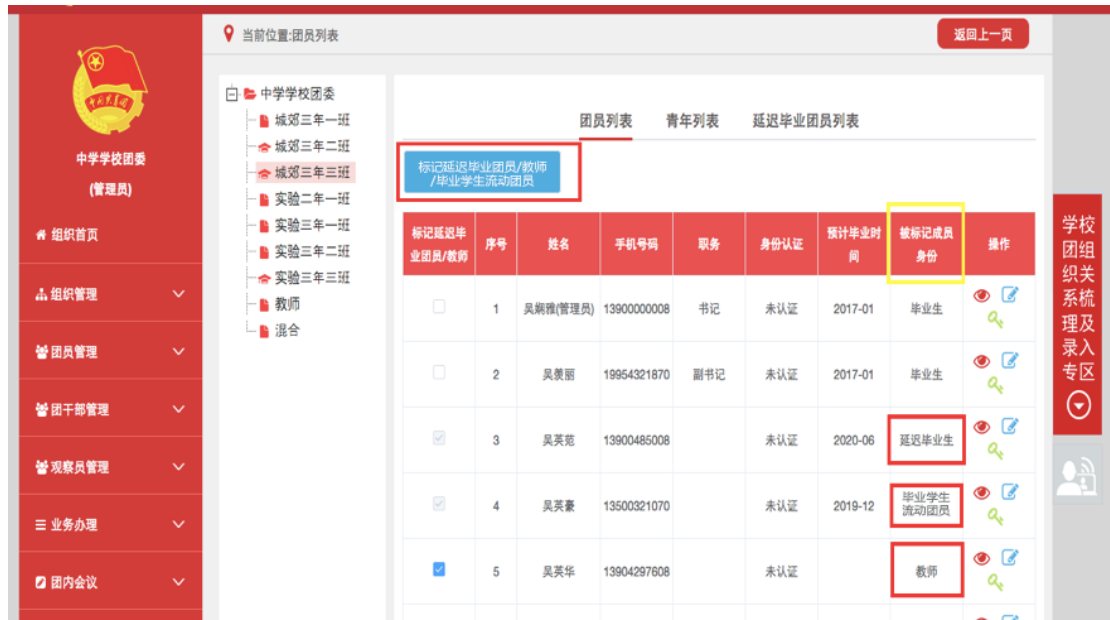 当前位置:团员列表
返回上一页
中学学校团委
(管理员)
组织首页
组织管理
团员管理
团干部管理
观察员管理
业务办理
团内会议
中学学校团委
城郊三年一班
城郊三年二班
城郊三年三班
实验二年一班
实验三年一班
实验三年二班
实验三年三班
教师
混合
团员列表 青年列表 延迟毕业团员列表
标记延迟毕业团员/教师
/毕业学生流动团员
标记延迟毕业团员/教师 序号 姓名 手机号码 职务 身份认证 预计毕业时间 被标记成员身份 操作
1 吴娴雅(管理员) 13900000008 书记 未认证 2017-01 毕业生
2 吴羡丽 19954321870 副书记 未认证 2017-01 毕业生
3 吴英范 13900485008 未认证 2020-06 延迟毕业生
4 吴英豪 13500321070 未认证 2019-12 毕业学生流动团员
5 吴英华 13904297608 未认证 教师
学校团组织关系梳理及录入专区